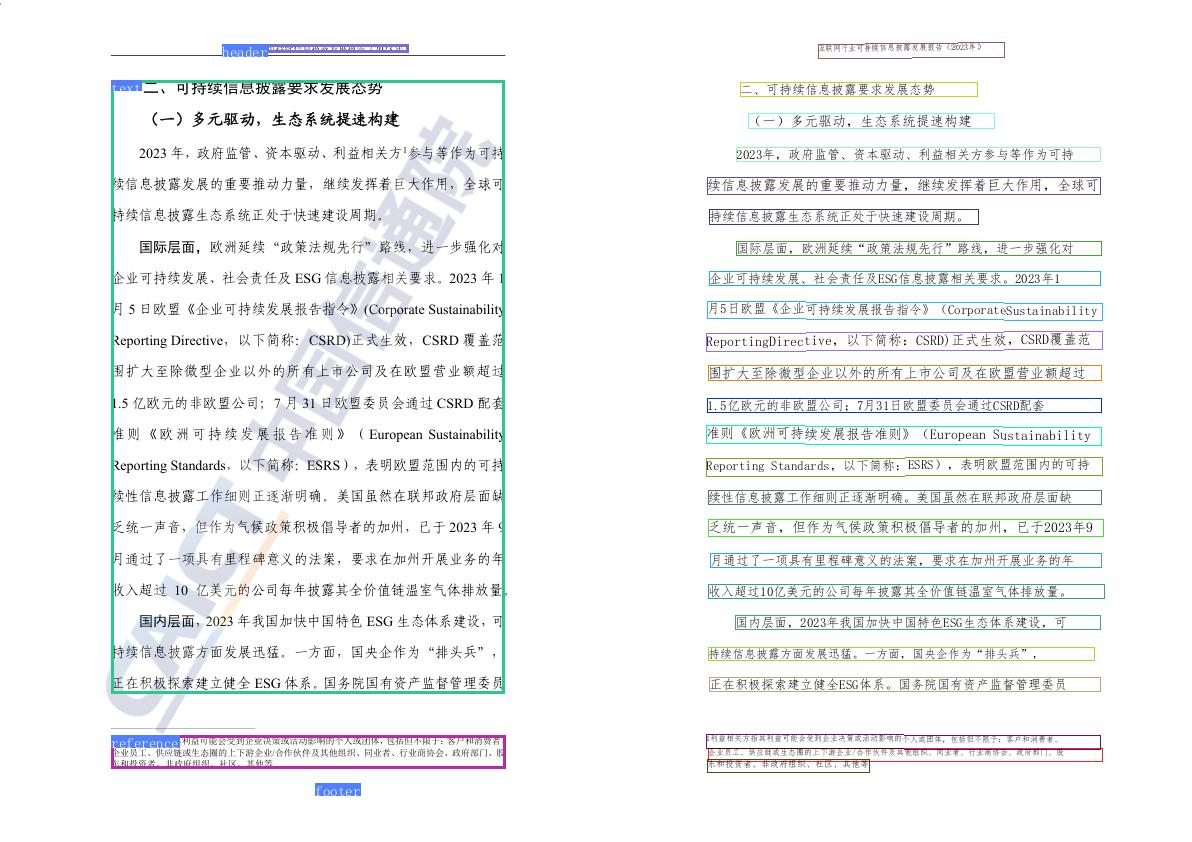 header
text 二、可持续信息披露要求发展态势
（一）多元驱动，生态系统提速构建
2023 年，政府监管、资本驱动、利益相关方1参与等作为可持
续信息披露发展的重要推动力量，继续发挥着巨大作用，全球可
持续信息披露生态系统正处于快速建设周期。
国际层面，欧洲延续“政策法规先行”路线，进一步强化对
企业可持续发展、社会责任及 ESG 信息披露相关要求。2023 年 1
月 5 日欧盟《企业可持续发展报告指令》(Corporate Sustainability
Reporting Directive，以下简称：CSRD)正式生效，CSRD 覆盖范
围扩大至除微型企业以外的所有上市公司及在欧盟营业额超过
1.5 亿欧元的非欧盟公司；7 月 31 日欧盟委员会通过 CSRD 配套
准则《欧洲可持续发展报告准则》（ European Sustainability
Reporting Standards，以下简称：ESRS），表明欧盟范围内的可持
续性信息披露工作细则正逐渐明确。美国虽然在联邦政府层面缺
乏统一声音，但作为气候政策积极倡导者的加州，已于 2023 年 9
月通过了一项具有里程碑意义的法案，要求在加州开展业务的年
收入超过 10 亿美元的公司每年披露其全价值链温室气体排放量。
国内层面，2023 年我国加快中国特色 ESG 生态体系建设，可
持续信息披露方面发展迅猛。一方面，国央企作为“排头兵”，
正在积极探索建立健全 ESG 体系。国务院国有资产监督管理委员
CAICT 中国信通院
reference 利益可能会受到企业决策或活动影响的个人或团体，包括但不限于：客户和消费者、
企业员工、供应链或生态圈的上下游企业/合作伙伴及其他组织、同业者、行业商协会、政府部门、股
东和投资者、非政府组织、社区、其他等
footer
互联网行业可持续信息披露发展报告（2023年）
二、可持续信息披露要求发展态势
（一）多元驱动，生态系统提速构建
2023年，政府监管、资本驱动、利益相关方参与等作为可持
续信息披露发展的重要推动力量，继续发挥着巨大作用，全球可
持续信息披露生态系统正处于快速建设周期。
国际层面，欧洲延续“政策法规先行”路线，进一步强化对
企业可持续发展、社会责任及ESG信息披露相关要求。2023年1
月5日欧盟《企业可持续发展报告指令》（CorporateSustainability
ReportingDirective，以下简称：CSRD)正式生效，CSRD覆盖范
围扩大至除微型企业以外的所有上市公司及在欧盟营业额超过
1.5亿欧元的非欧盟公司；7月31日欧盟委员会通过CSRD配套
准则《欧洲可持续发展报告准则》（European Sustainability
Reporting Standards，以下简称：ESRS），表明欧盟范围内的可持
续性信息披露工作细则正逐渐明确。美国虽然在联邦政府层面缺
乏统一声音，但作为气候政策积极倡导者的加州，已于2023年9
月通过了一项具有里程碑意义的法案，要求在加州开展业务的年
收入超过10亿美元的公司每年披露其全价值链温室气体排放量。
国内层面，2023年我国加快中国特色ESG生态体系建设，可
持续信息披露方面发展迅猛。一方面，国央企作为“排头兵”，
正在积极探索建立健全ESG体系。国务院国有资产监督管理委员
1利益相关方指其利益可能会受到企业决策或活动影响的个人或团体，包括但不限于：客户和消费者、
企业员工、供应链或生态圈的上下游企业/合作伙伴及其他组织、同业者、行业商协会、政府部门、股
东和投资者、非政府组织、社区、其他等